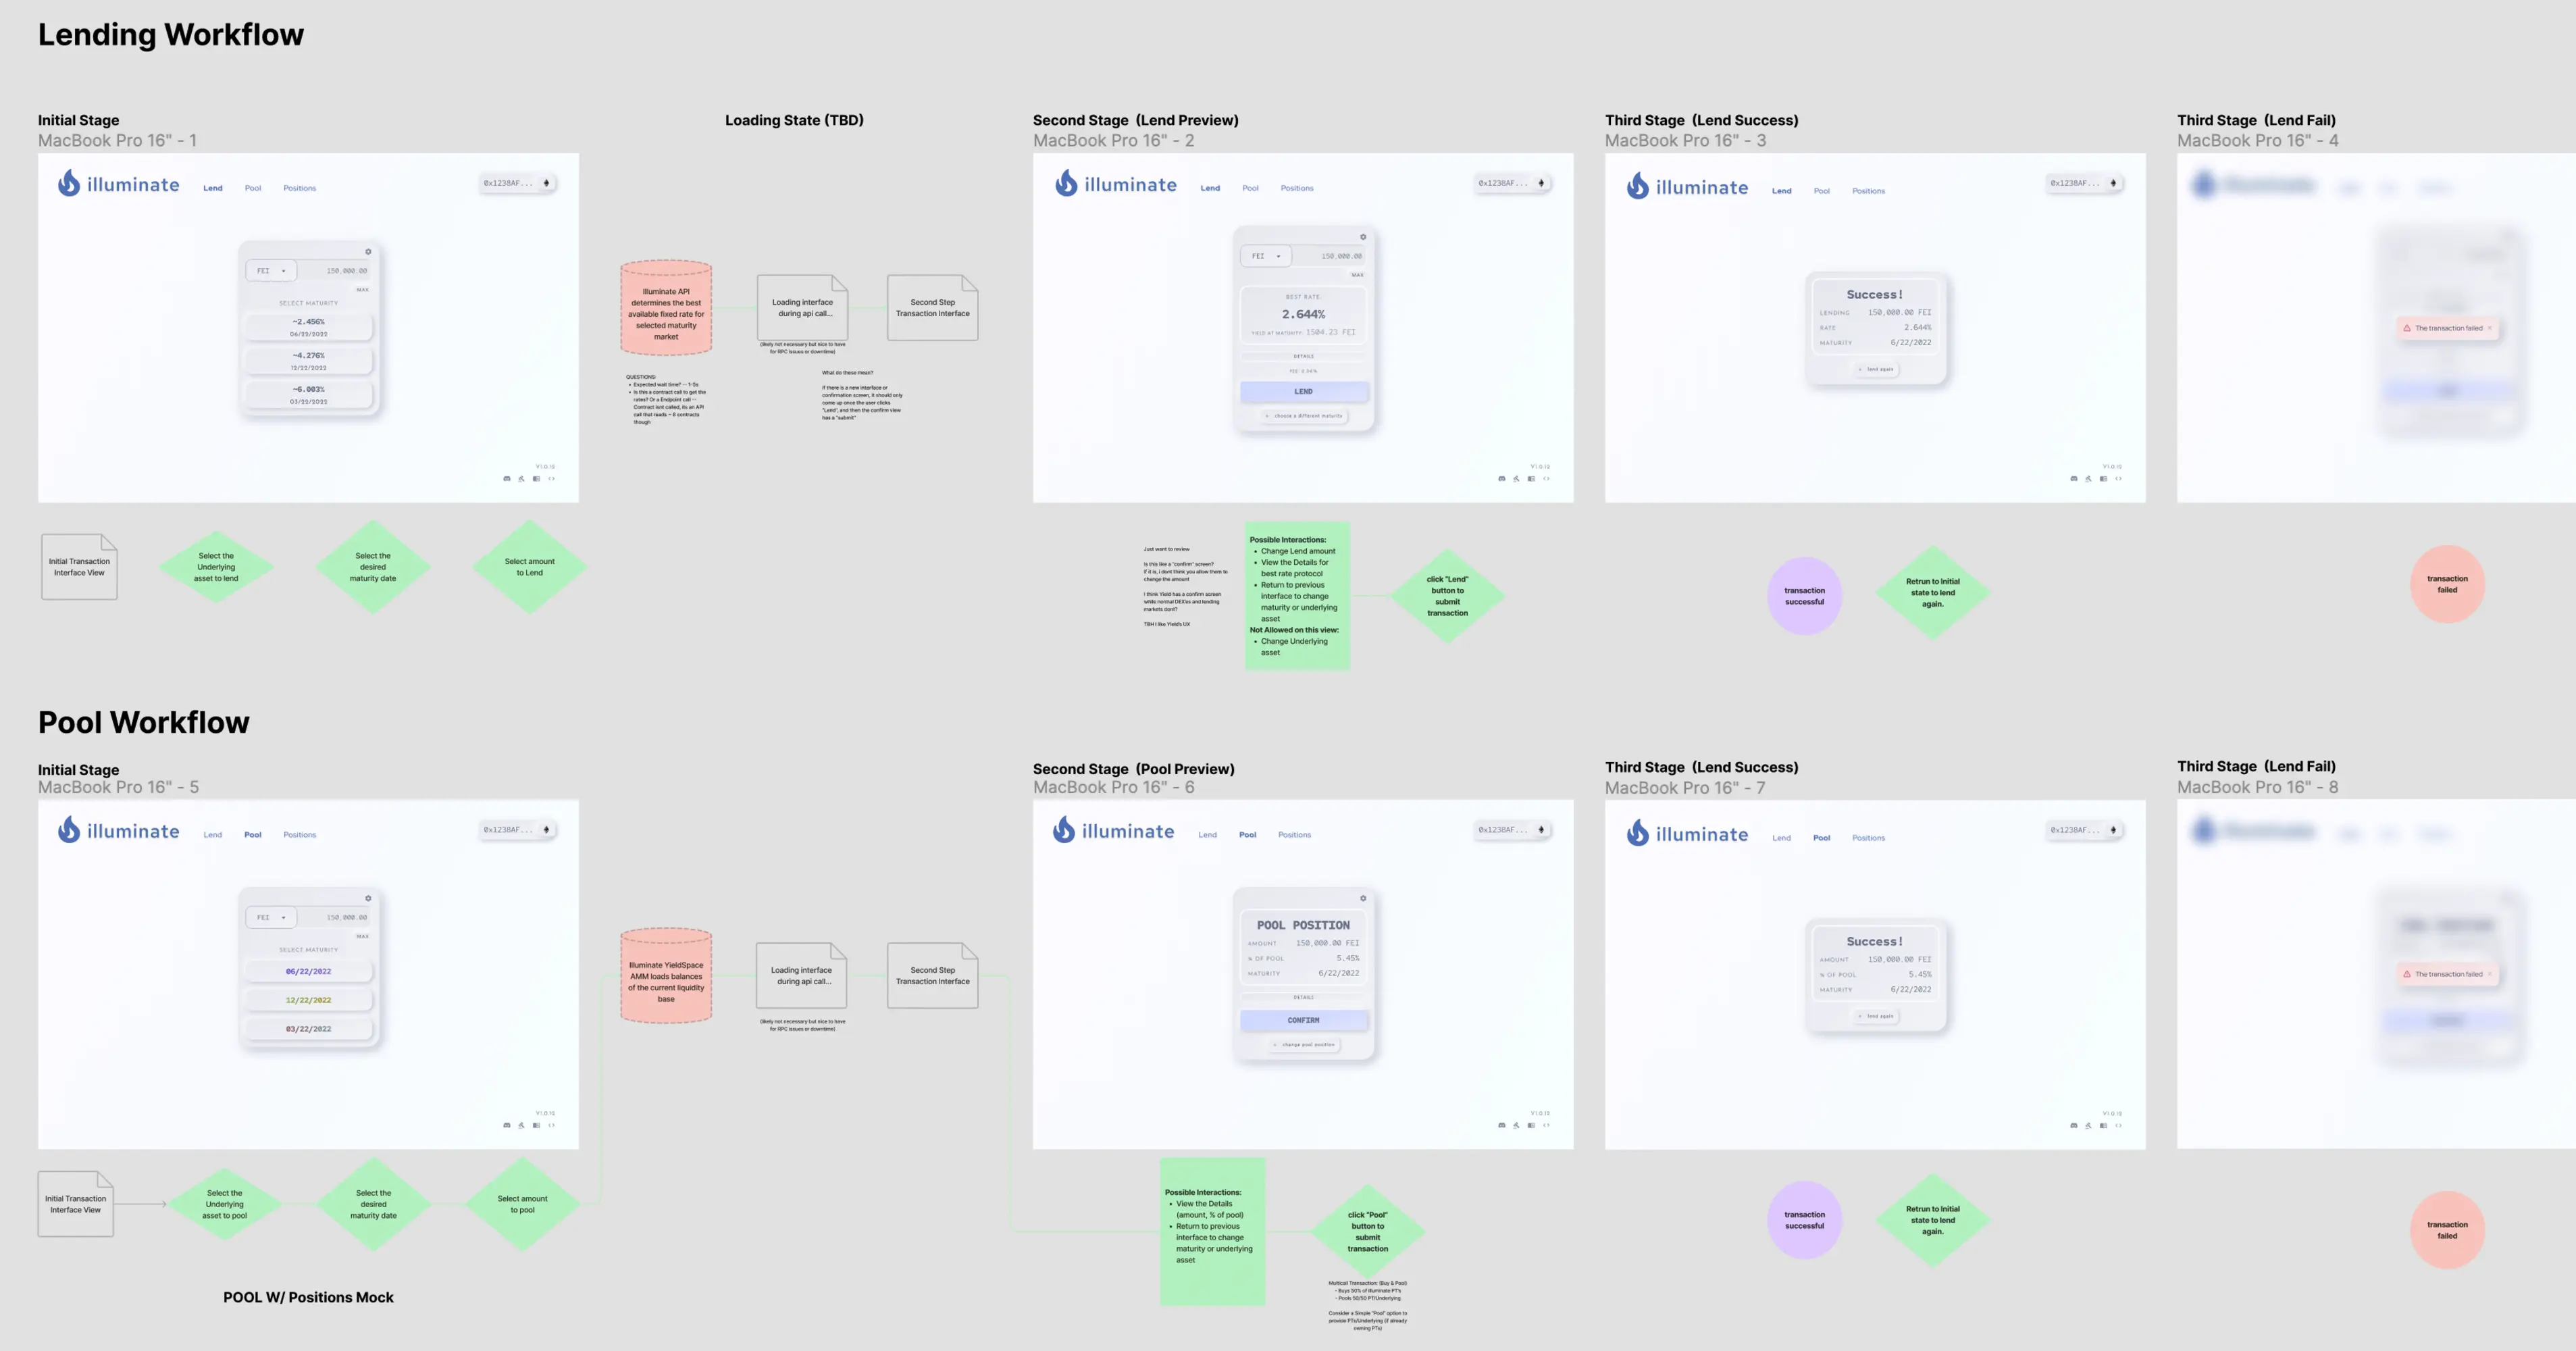 Lending Workflow
Initial Stage
MacBook Pro 16" - 1
illuminate
Lend
Pool
Positions
0x1238AF...
FEI
150,000.00
MAX
SELECT MATURITY
~2.456%
06/22/2022
~4.276%
12/22/2022
~6.003%
03/22/2022
V1.0.1S
Initial Transaction
Interface View
Select the
Underlying
asset to lend
Select the
desired
maturity date
Select amount
to Lend
Loading State (TBD)
Illuminate API
determines the best
available fixed rate for
selected maturity
market
Loading interface
during api call...
(likely not necessary but nice to have
for RPC issues or downtime)
Second Step
Transaction Interface
QUESTIONS:
• Expected wait time? -- 1-5s
• Is this a contract call to get the
rates? Or a Endpoint call --
Contract isnt called, its an API
call that reads ~ 8 contracts
though
What do these mean?
If there is a new interface or
confirmation screen, it should only
come up once the user clicks
"Lend", and then the confirm view
has a "submit"
Second Stage (Lend Preview)
MacBook Pro 16" - 2
illuminate
Lend
Pool
Positions
0x1238AF...
FEI
150,000.00
MAX
BEST RATE:
2.644%
YIELD AT MATURITY: 1504.23 FEI
DETAILS
FEE: 0.04%
LEND
choose a different maturity
V1.0.1S
Just want to review
Is this like a "confirm" screen?
If it is, i dont think you allow them to
change the amount
I think Yield has a confirm screen
while normal DEXss and lending
markets dont?
TBH I like Yield's UX
Possible Interactions:
• Change Lend amount
• View the Details for
best rate protocol
• Return to previous
interface to change
maturity or underlying
asset
Not Allowed on this view:
• Change Underlying
asset
click "Lend"
button to
submit
transaction
Third Stage (Lend Success)
MacBook Pro 16" - 3
illuminate
Lend
Pool
Positions
0x1238AF...
Success!
LENDING 150,000.00 FEI
RATE 2.644%
MATURITY 6/22/2022
lend again
V1.0.1S
transaction
successful
Retrun to Initial
state to lend
again.
Third Stage (Lend Fail)
MacBook Pro 16" - 4
The transaction failed
transaction
failed
Pool Workflow
Initial Stage
MacBook Pro 16" - 5
illuminate
Lend
Pool
Positions
0x1238AF...
FEI
150,000.00
MAX
SELECT MATURITY
06/22/2022
12/22/2022
03/22/2022
V1.0.1S
Initial Transaction
Interface View
Select the
Underlying
asset to pool
Select the
desired
maturity date
Select amount
to pool
POOL W/ Positions Mock
Illuminate YieldSpace
AMM loads balances
of the current liquidity
base
Loading interface
during api call...
(likely not necessary but nice to have
for RPC issues or downtime)
Second Step
Transaction Interface
Second Stage (Pool Preview)
MacBook Pro 16" - 6
illuminate
Lend
Pool
Positions
0x1238AF...
POOL POSITION
AMOUNT 150,000.00 FEI
% OF POOL 5.45%
MATURITY 6/22/2022
DETAILS
CONFIRM
change pool position
V1.0.1S
Possible Interactions:
• View the Details
(amount, % of pool)
• Return to previous
interface to change
maturity or underlying
asset
click "Pool"
button to
submit
transaction
Multicall Transaction: (Buy & Pool)
- Buys 50% of Illuminate PT's
- Pools 50/50 PT/Underlying
Consider a Simple "Pool" option to
provide PTs/Underlying (if already
owning PTs)
Third Stage (Lend Success)
MacBook Pro 16" - 7
illuminate
Lend
Pool
Positions
0x1238AF...
Success!
AMOUNT 150,000.00 FEI
% OF POOL 5.45%
MATURITY 6/22/2022
lend again
V1.0.1S
transaction
successful
Retrun to Initial
state to lend
again.
Third Stage (Lend Fail)
MacBook Pro 16" - 8
The transaction failed
transaction
failed